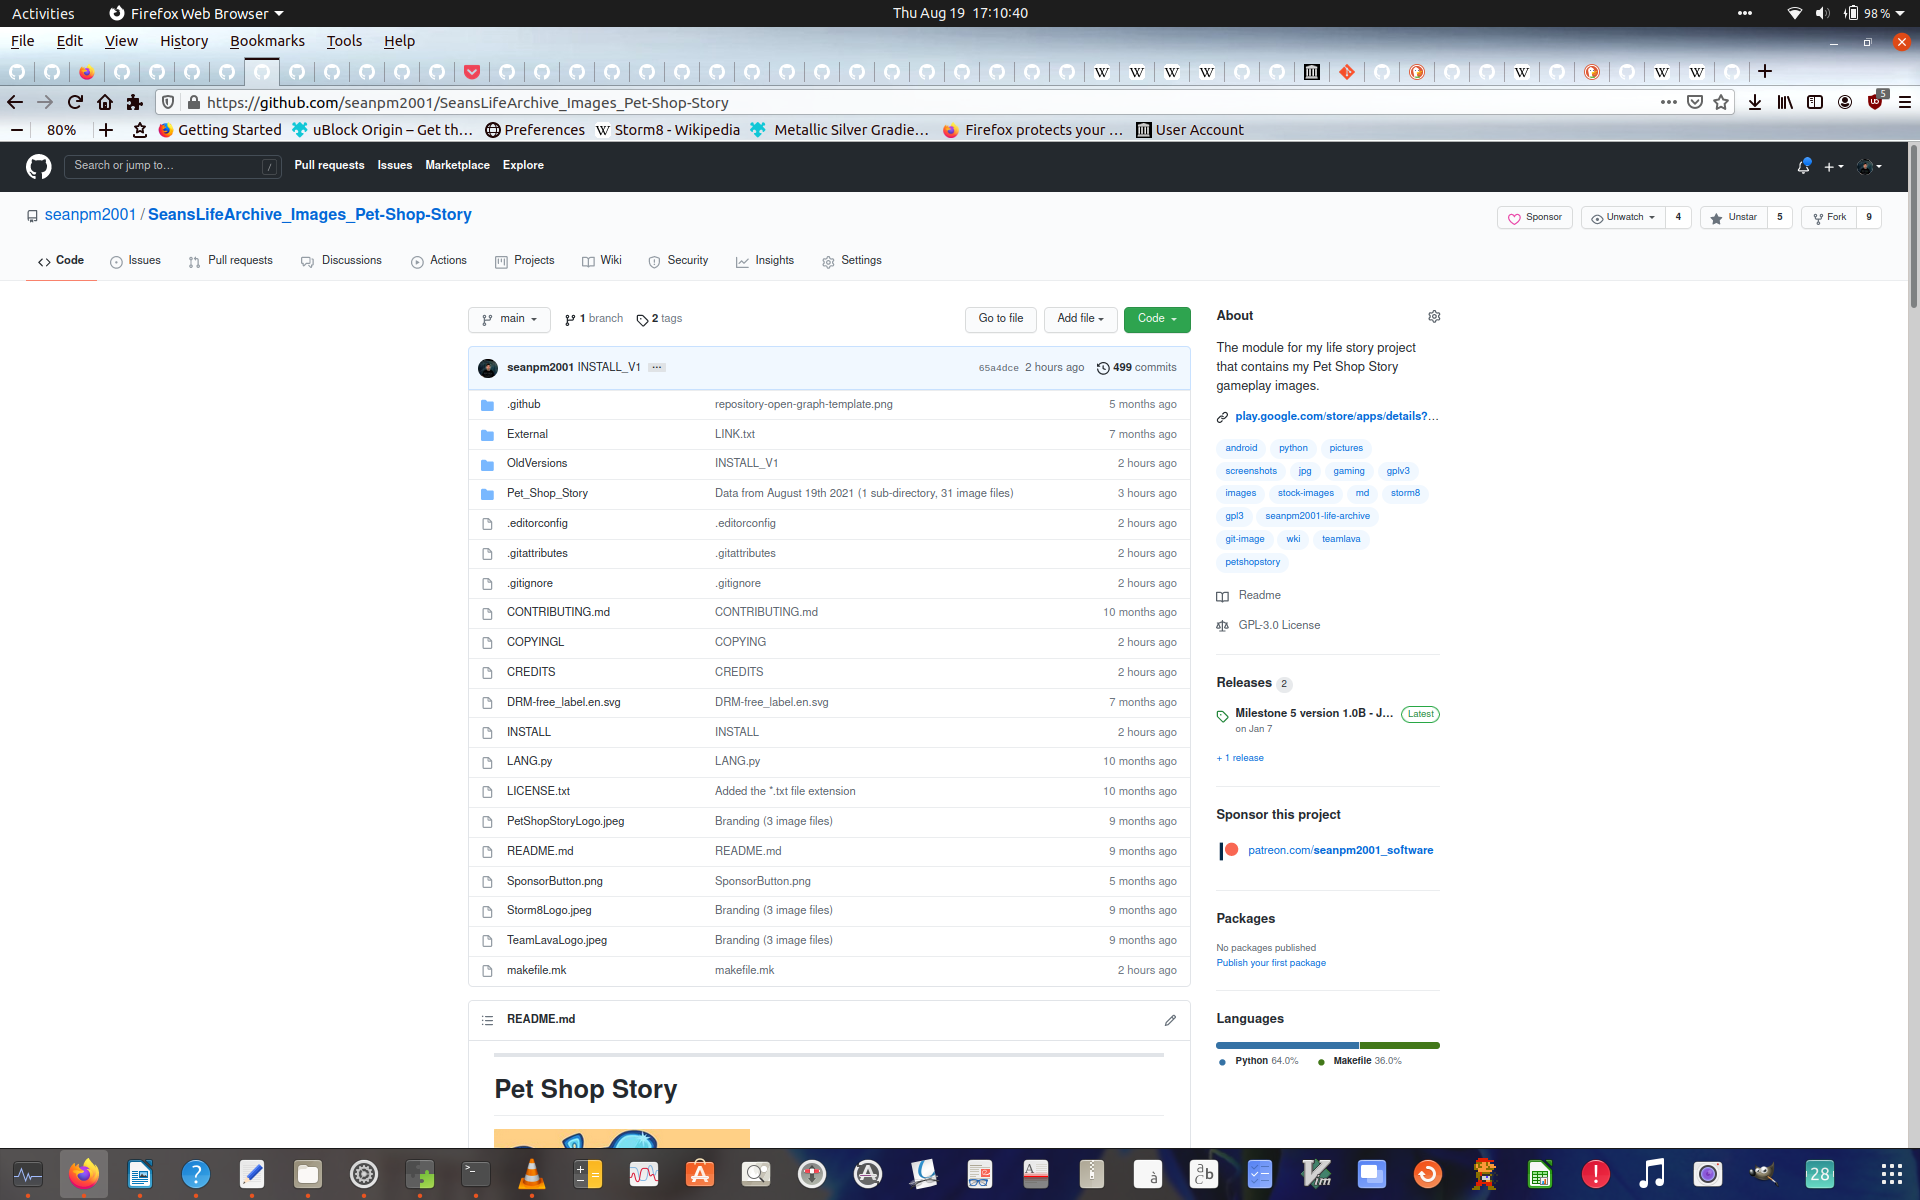 Activities Firefox Web Browser Thu Aug 19 17:10:40 98%
File Edit View History Bookmarks Tools Help
https://github.com/seanpm2001/SeansLifeArchive_Images_Pet-Shop-Story 5
80% Getting Started uBlock Origin – Get th… Preferences Storm8 - Wikipedia Metallic Silver Gradie… Firefox protects your … User Account
Search or jump to… / Pull requests Issues Marketplace Explore
seanpm2001 / SeansLifeArchive_Images_Pet-Shop-Story Sponsor Unwatch 4 Unstar 5 Fork 9
Code Issues Pull requests Discussions Actions Projects Wiki Security Insights Settings
main 1 branch 2 tags Go to file Add file Code
seanpm2001 INSTALL_V1 65a4dce 2 hours ago 499 commits
.github repository-open-graph-template.png 5 months ago
External LINK.txt 7 months ago
OldVersions INSTALL_V1 2 hours ago
Pet_Shop_Story Data from August 19th 2021 (1 sub-directory, 31 image files) 3 hours ago
.editorconfig .editorconfig 2 hours ago
.gitattributes .gitattributes 2 hours ago
.gitignore .gitignore 2 hours ago
CONTRIBUTING.md CONTRIBUTING.md 10 months ago
COPYINGL COPYING 2 hours ago
CREDITS CREDITS 2 hours ago
DRM-free_label.en.svg DRM-free_label.en.svg 7 months ago
INSTALL INSTALL 2 hours ago
LANG.py LANG.py 10 months ago
LICENSE.txt Added the *.txt file extension 10 months ago
PetShopStoryLogo.jpeg Branding (3 image files) 9 months ago
README.md README.md 9 months ago
SponsorButton.png SponsorButton.png 5 months ago
Storm8Logo.jpeg Branding (3 image files) 9 months ago
TeamLavaLogo.jpeg Branding (3 image files) 9 months ago
makefile.mk makefile.mk 2 hours ago
README.md
Pet Shop Story
About
The module for my life story project
that contains my Pet Shop Story
gameplay images.
play.google.com/store/apps/details?…
android python pictures
screenshots jpg gaming gplv3
images stock-images md storm8
gpl3 seanpm2001-life-archive
git-image wki teamlava
petshopstory
Readme
GPL-3.0 License
Releases 2
Milestone 5 version 1.0B - J… Latest
on Jan 7
+ 1 release
Sponsor this project
patreon.com/seanpm2001_software
Packages
No packages published
Publish your first package
Languages
Python 64.0% Makefile 36.0%
28